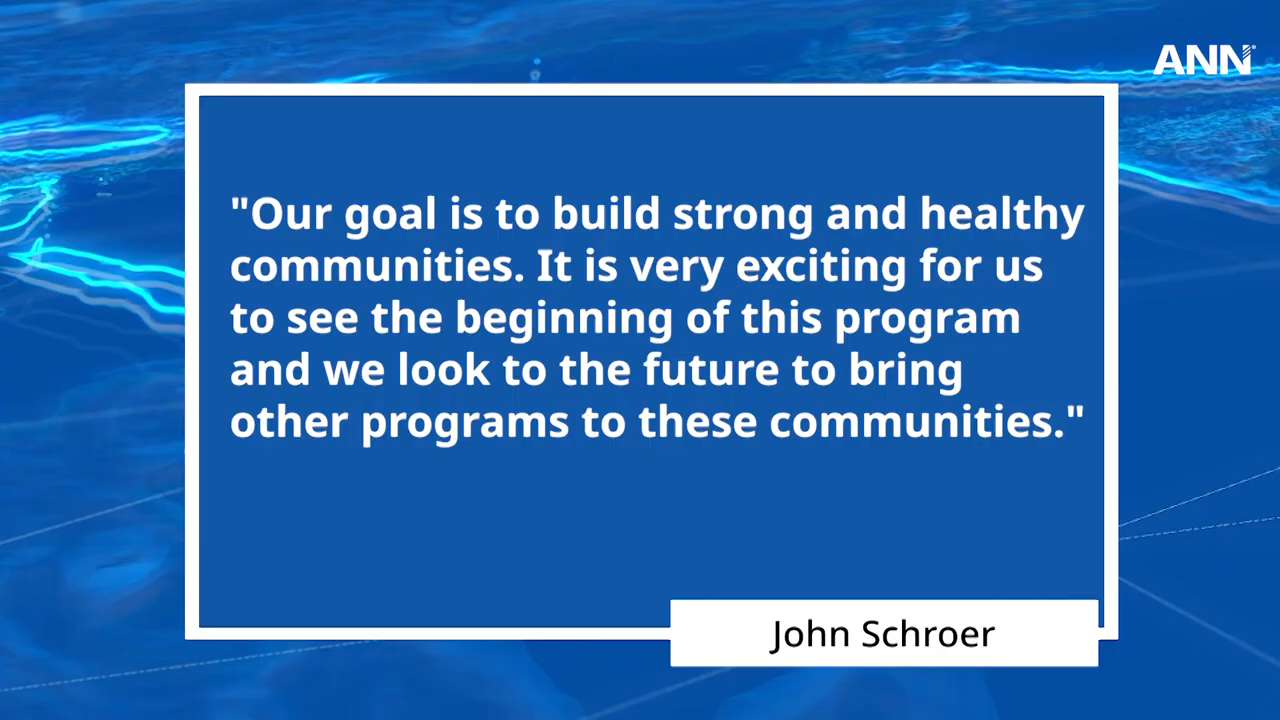 ANN
"Our goal is to build strong and healthy
communities. It is very exciting for us
to see the beginning of this program
and we look to the future to bring
other programs to these communities."
John Schroer